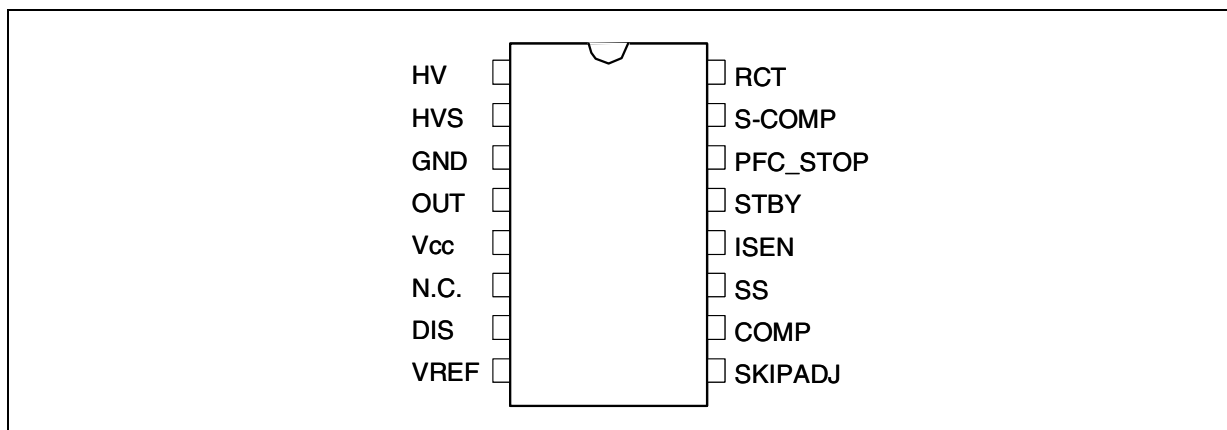 HV RCT
HVS S-COMP
GND PFC_STOP
OUT STBY
Vcc ISEN
N.C. SS
DIS COMP
VREF SKIPADJ